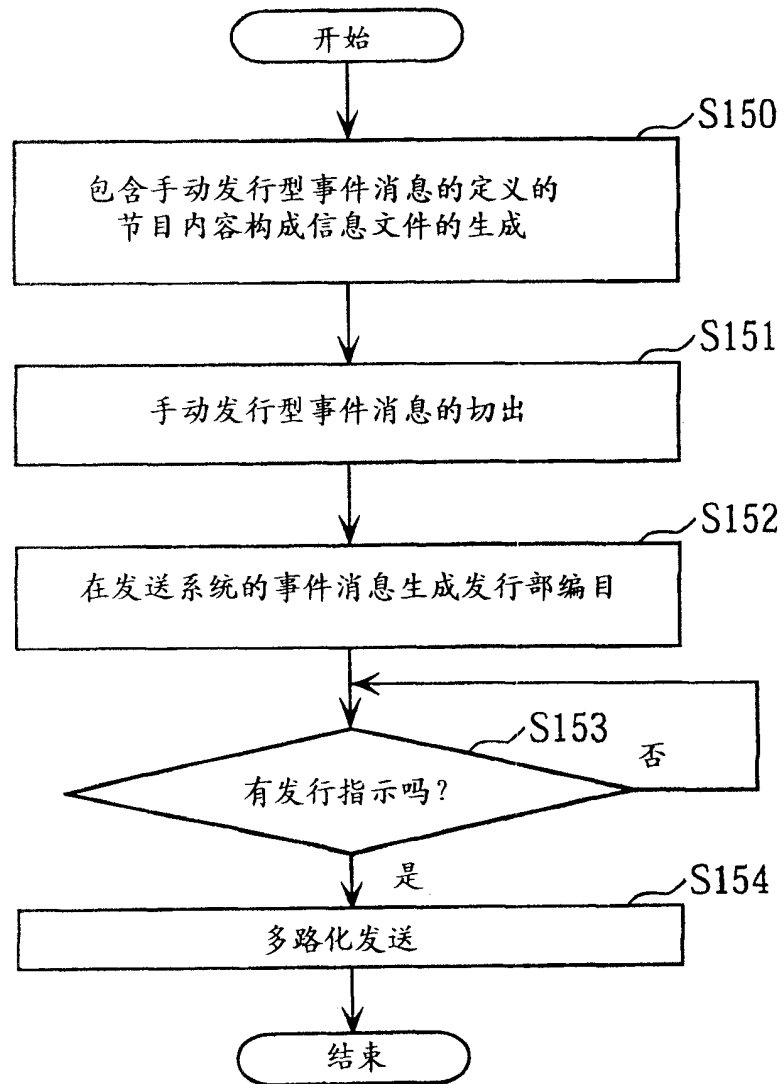 开始
S150
包含手动发行型事件消息的定义的
节目内容构成信息文件的生成
S151
手动发行型事件消息的切出
S152
在发送系统的事件消息生成发行部编目
S153
否
有发行指示吗？
是
S154
多路化发送
结束